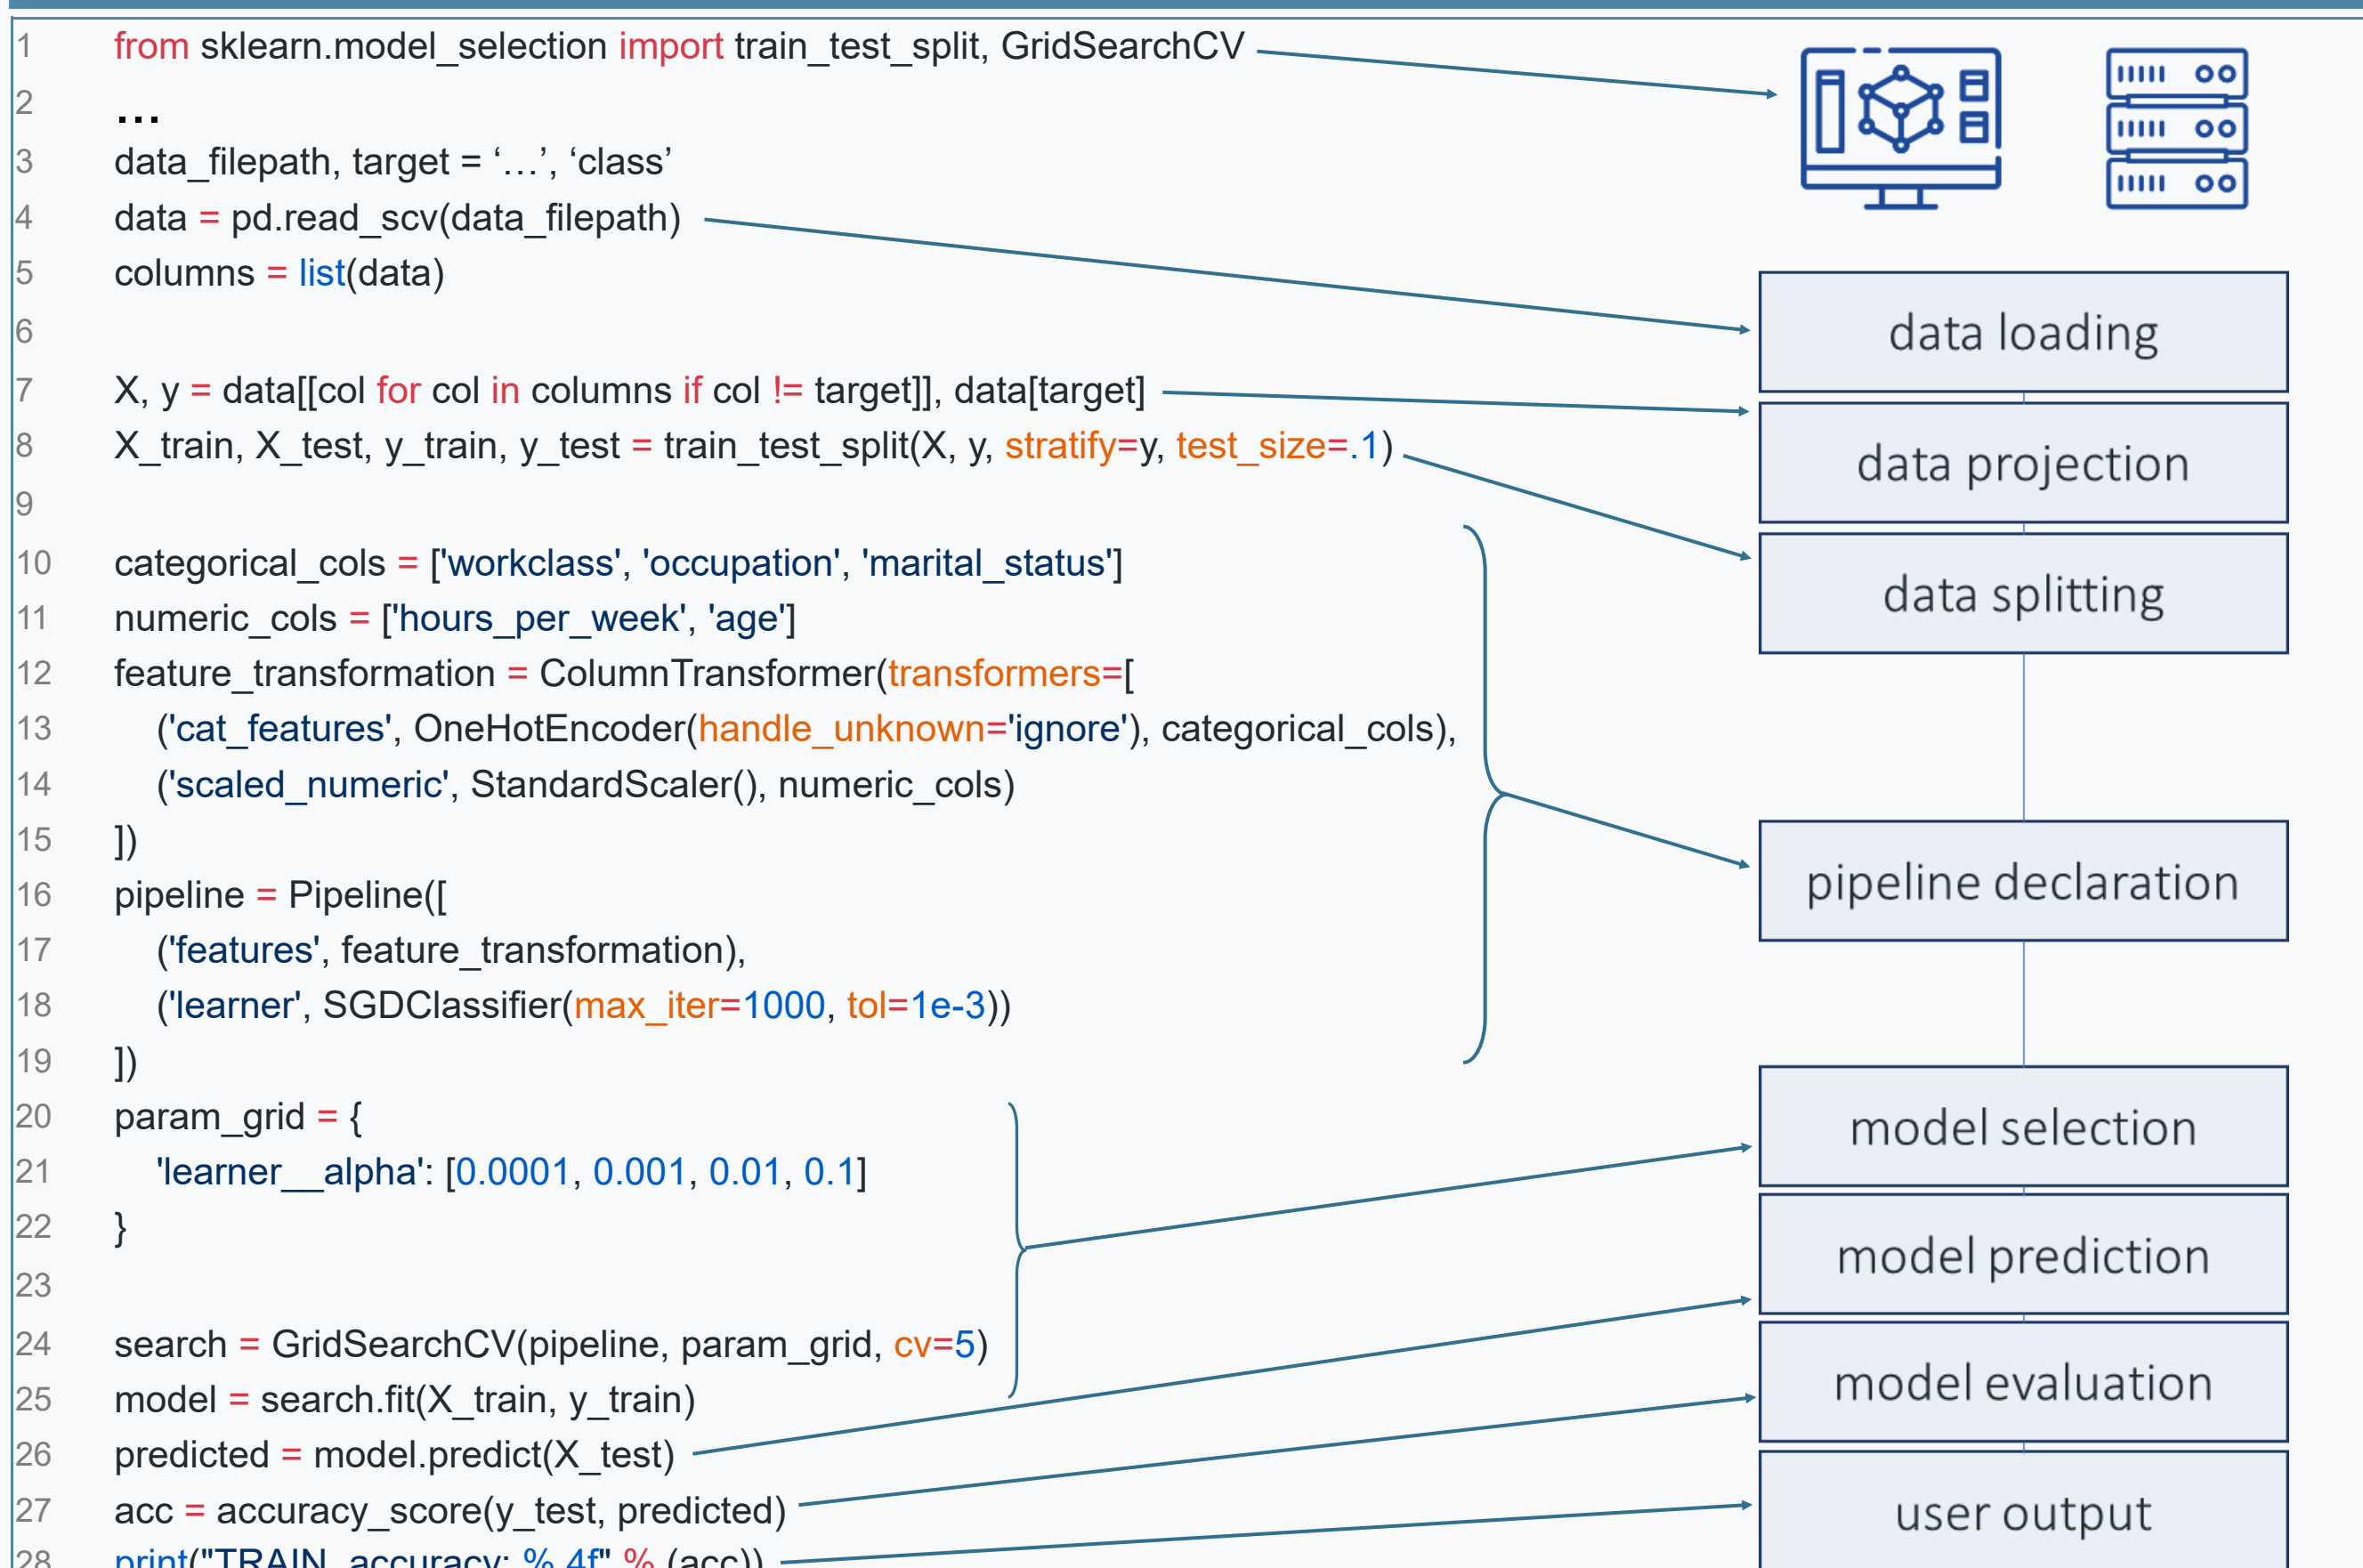 1 from sklearn.model_selection import train_test_split, GridSearchCV
2 ...
3 data_filepath, target = ‘…’, ‘class’
4 data = pd.read_scv(data_filepath)
5 columns = list(data)
6
7 X, y = data[[col for col in columns if col != target]], data[target]
8 X_train, X_test, y_train, y_test = train_test_split(X, y, stratify=y, test_size=.1)
9
10 categorical_cols = ['workclass', 'occupation', 'marital_status']
11 numeric_cols = ['hours_per_week', 'age']
12 feature_transformation = ColumnTransformer(transformers=[
13 ('cat_features', OneHotEncoder(handle_unknown='ignore'), categorical_cols),
14 ('scaled_numeric', StandardScaler(), numeric_cols)
15 ])
16 pipeline = Pipeline([
17 ('features', feature_transformation),
18 ('learner', SGDClassifier(max_iter=1000, tol=1e-3))
19 ])
20 param_grid = {
21 'learner__alpha': [0.0001, 0.001, 0.01, 0.1]
22 }
23
24 search = GridSearchCV(pipeline, param_grid, cv=5)
25 model = search.fit(X_train, y_train)
26 predicted = model.predict(X_test)
27 acc = accuracy_score(y_test, predicted)
28 print("TRAIN accuracy: %.4f" % (acc))
data loading
data projection
data splitting
pipeline declaration
model selection
model prediction
model evaluation
user output